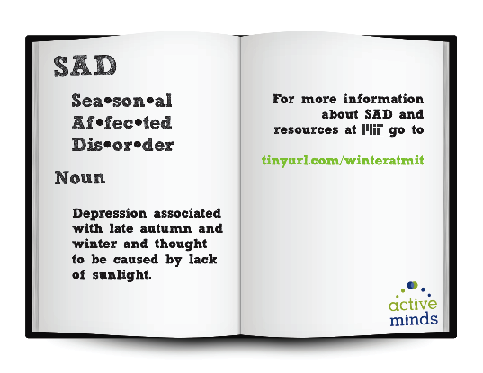 SAD
Sea•son•al
Af•fec•ted
Dis•or•der
Noun
Depression associated
with late autumn and
winter and thought
to be caused by lack
of sunlight.
For more information
about SAD and
resources at MIT go to
tinyurl.com/winteratmit
active
minds